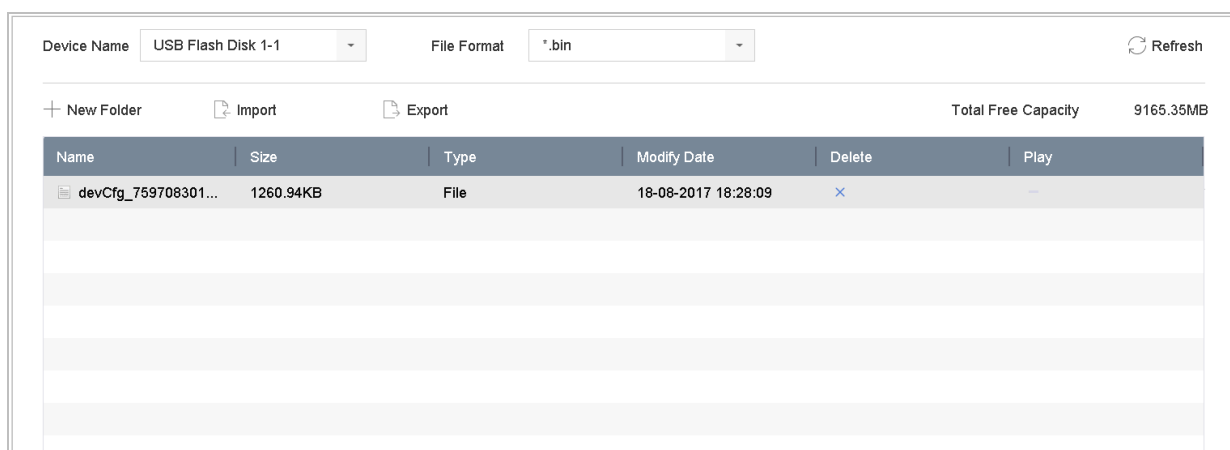 Device Name USB Flash Disk 1-1 File Format *.bin Refresh
New Folder Import Export Total Free Capacity 9165.35MB
Name Size Type Modify Date Delete Play
devCfg_759708301... 1260.94KB File 18-08-2017 18:28:09